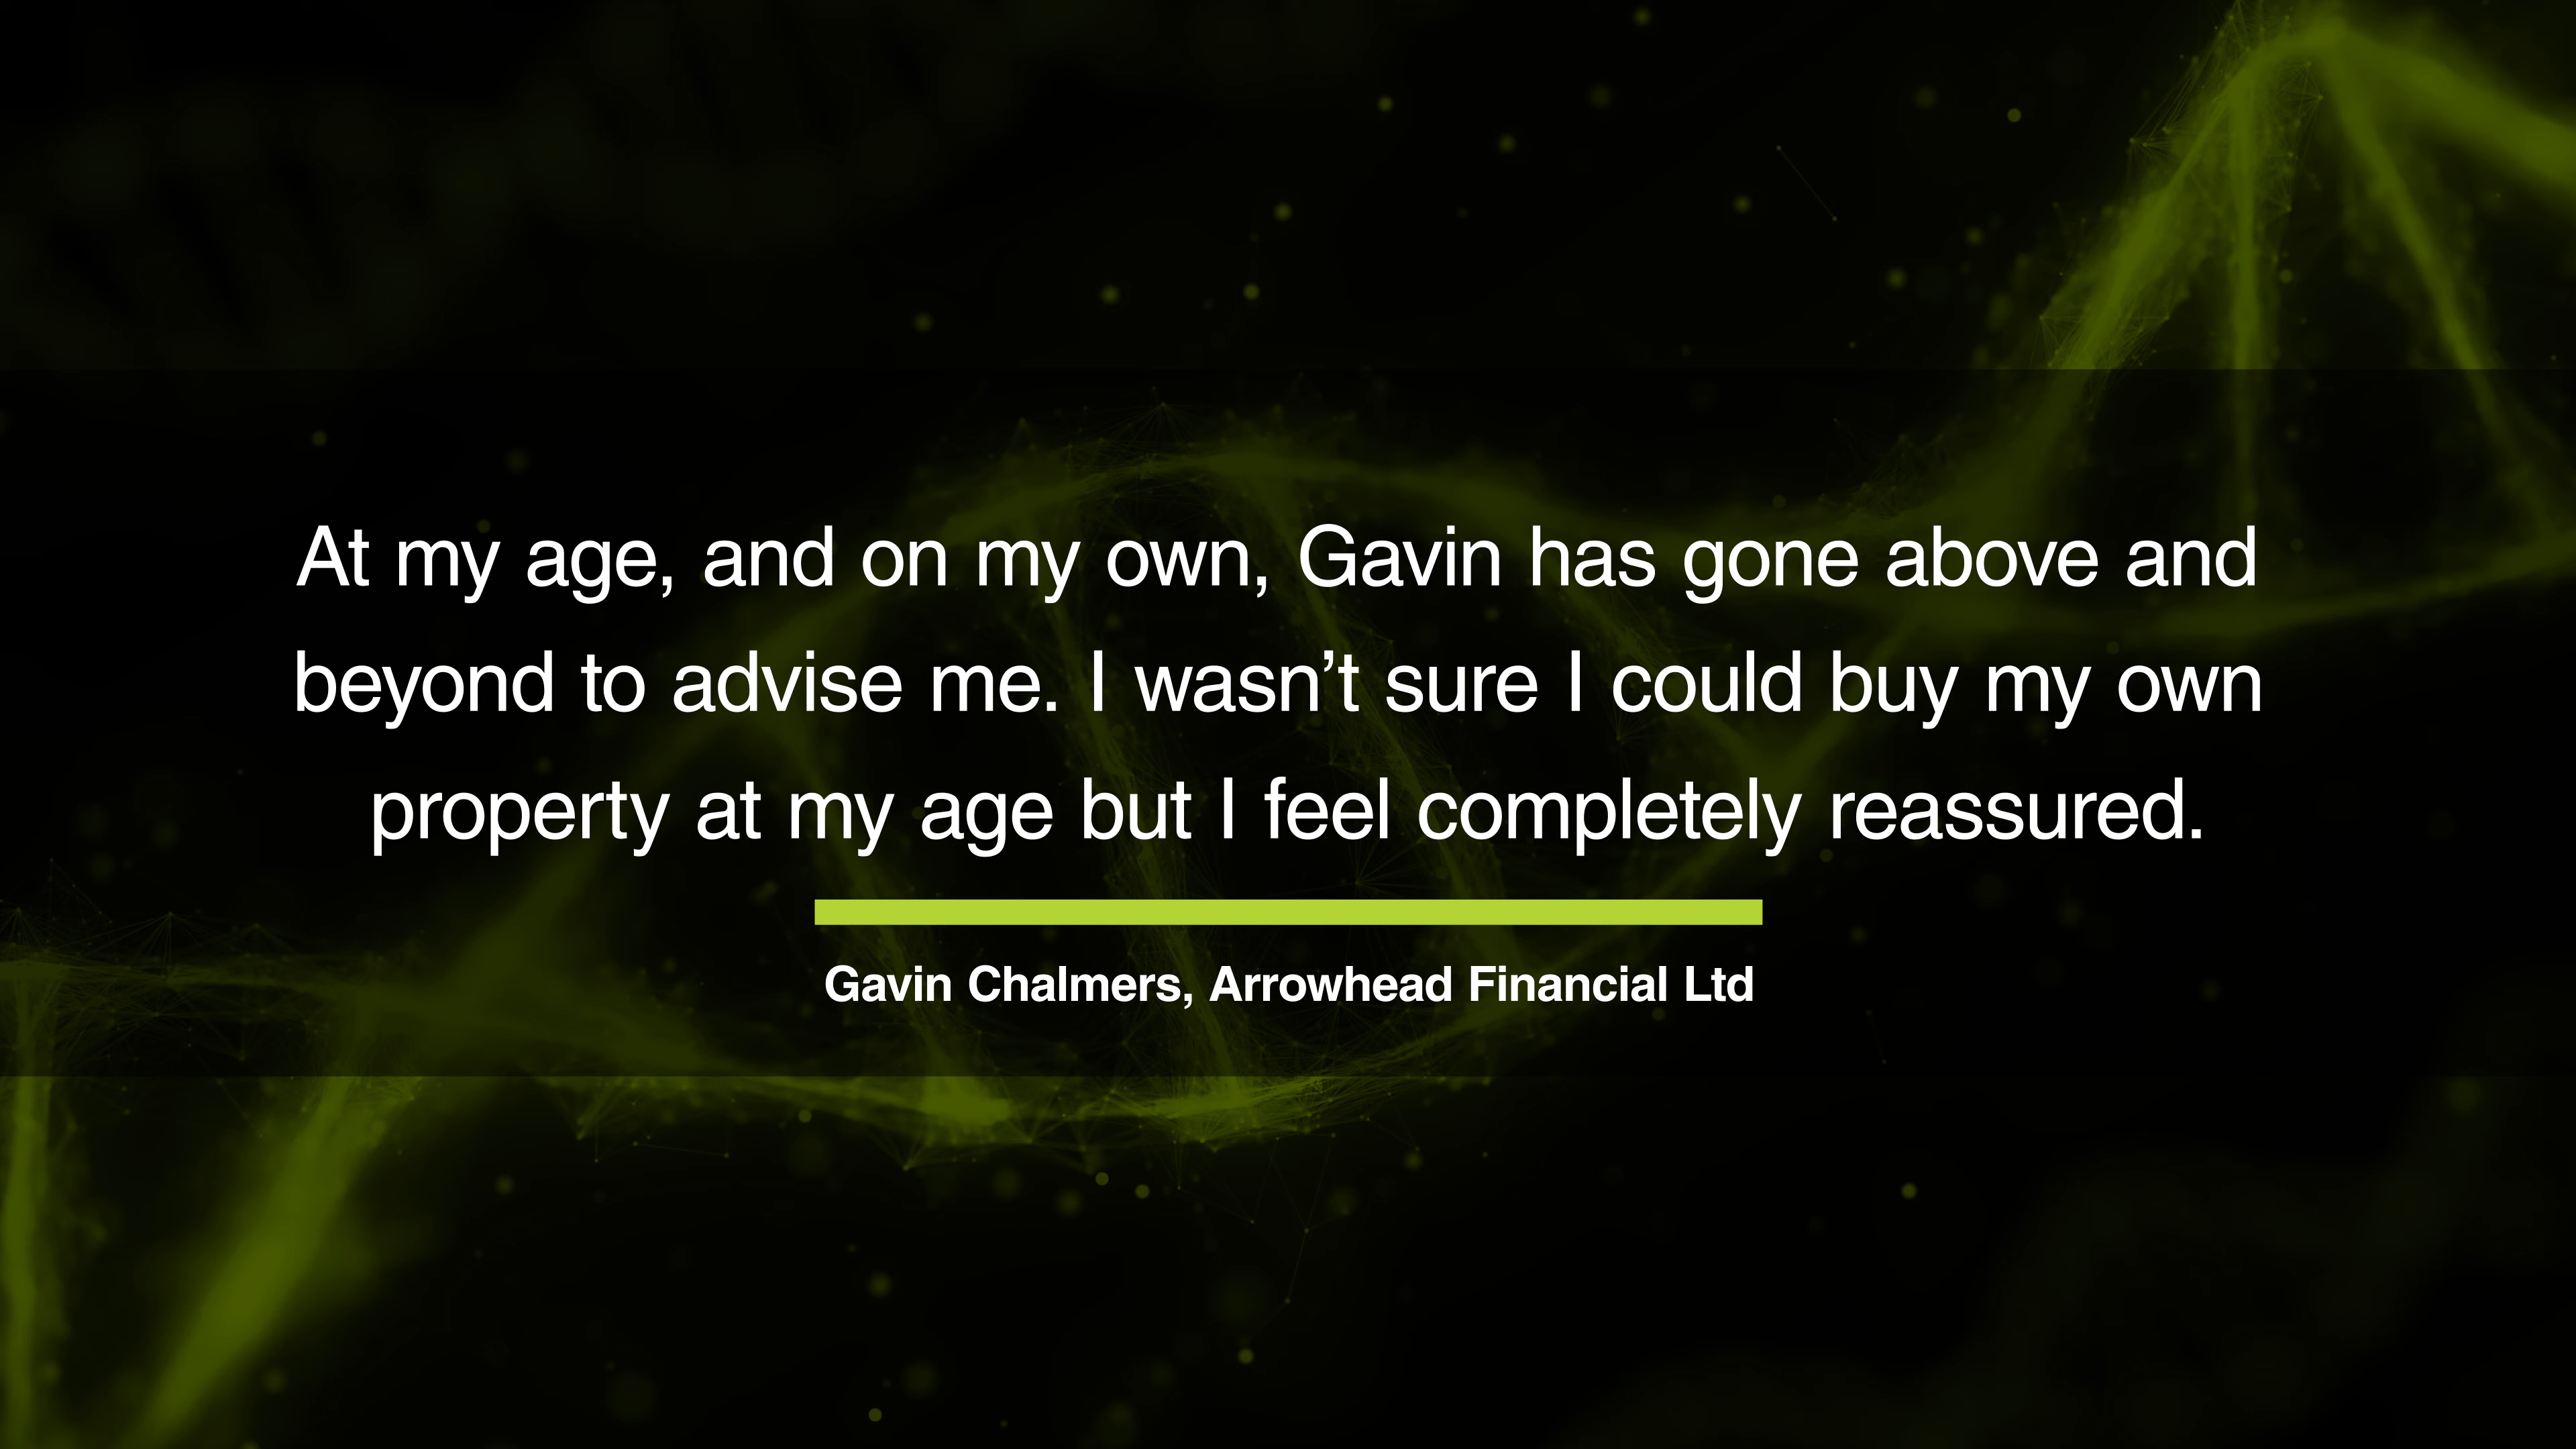 At my age, and on my own, Gavin has gone above and
beyond to advise me. I wasn’t sure I could buy my own
property at my age but I feel completely reassured.
Gavin Chalmers, Arrowhead Financial Ltd